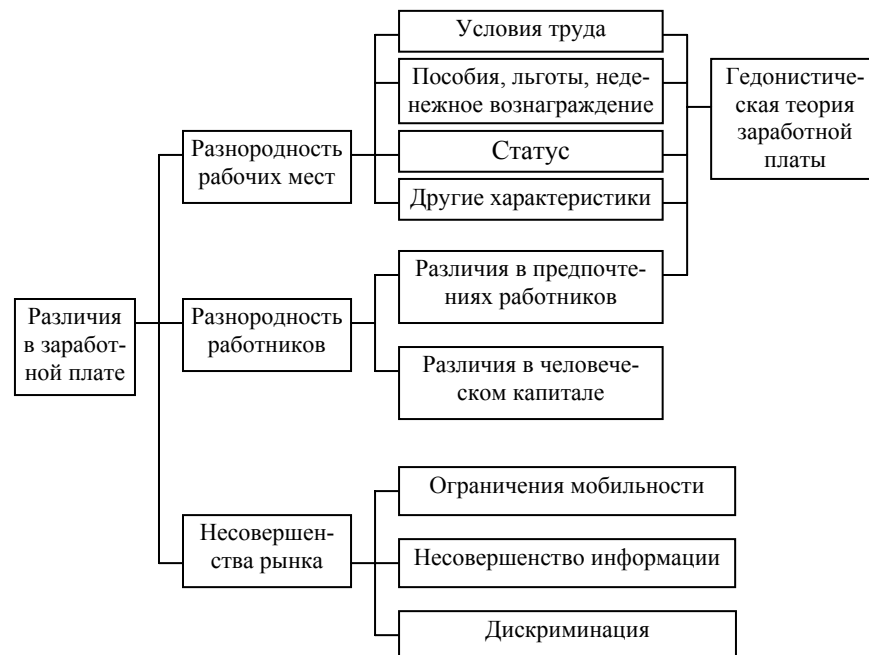 Условия труда
Пособия, льготы, неде-
нежное вознаграждение
Гедонистиче-
ская теория
заработной
платы
Разнородность
рабочих мест
Статус
Другие характеристики
Различия в предпочте-
ниях работников
Различия
в заработ-
ной плате
Разнородность
работников
Различия в человече-
ском капитале
Ограничения мобильности
Несовершен-
ства рынка
Несовершенство информации
Дискриминация